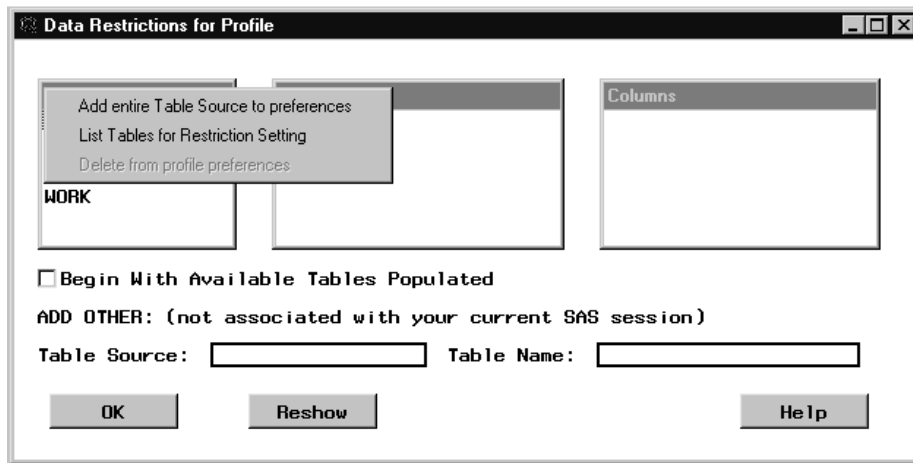 Data Restrictions for Profile
Columns
Add entire Table Source to preferences
List Tables for Restriction Setting
Delete from profile preferences
WORK
Begin With Available Tables Populated
ADD OTHER: (not associated with your current SAS session)
Table Source: Table Name:
OK Reshow Help